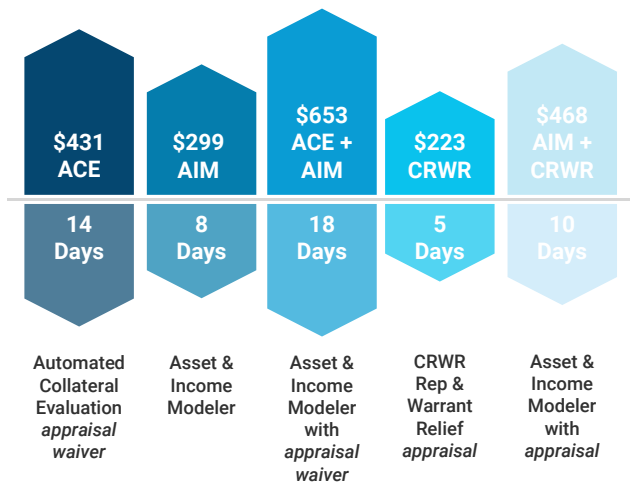 $431
ACE
$299
AIM
$653
ACE +
AIM
$223
CRWR
$468
AIM +
CRWR
14
Days
8
Days
18
Days
5
Days
10
Days
Automated
Collateral
Evaluation
appraisal
waiver
Asset &
Income
Modeler
Asset &
Income
Modeler
with
appraisal
waiver
CRWR
Rep &
Warrant
Relief
appraisal
Asset &
Income
Modeler
with
appraisal